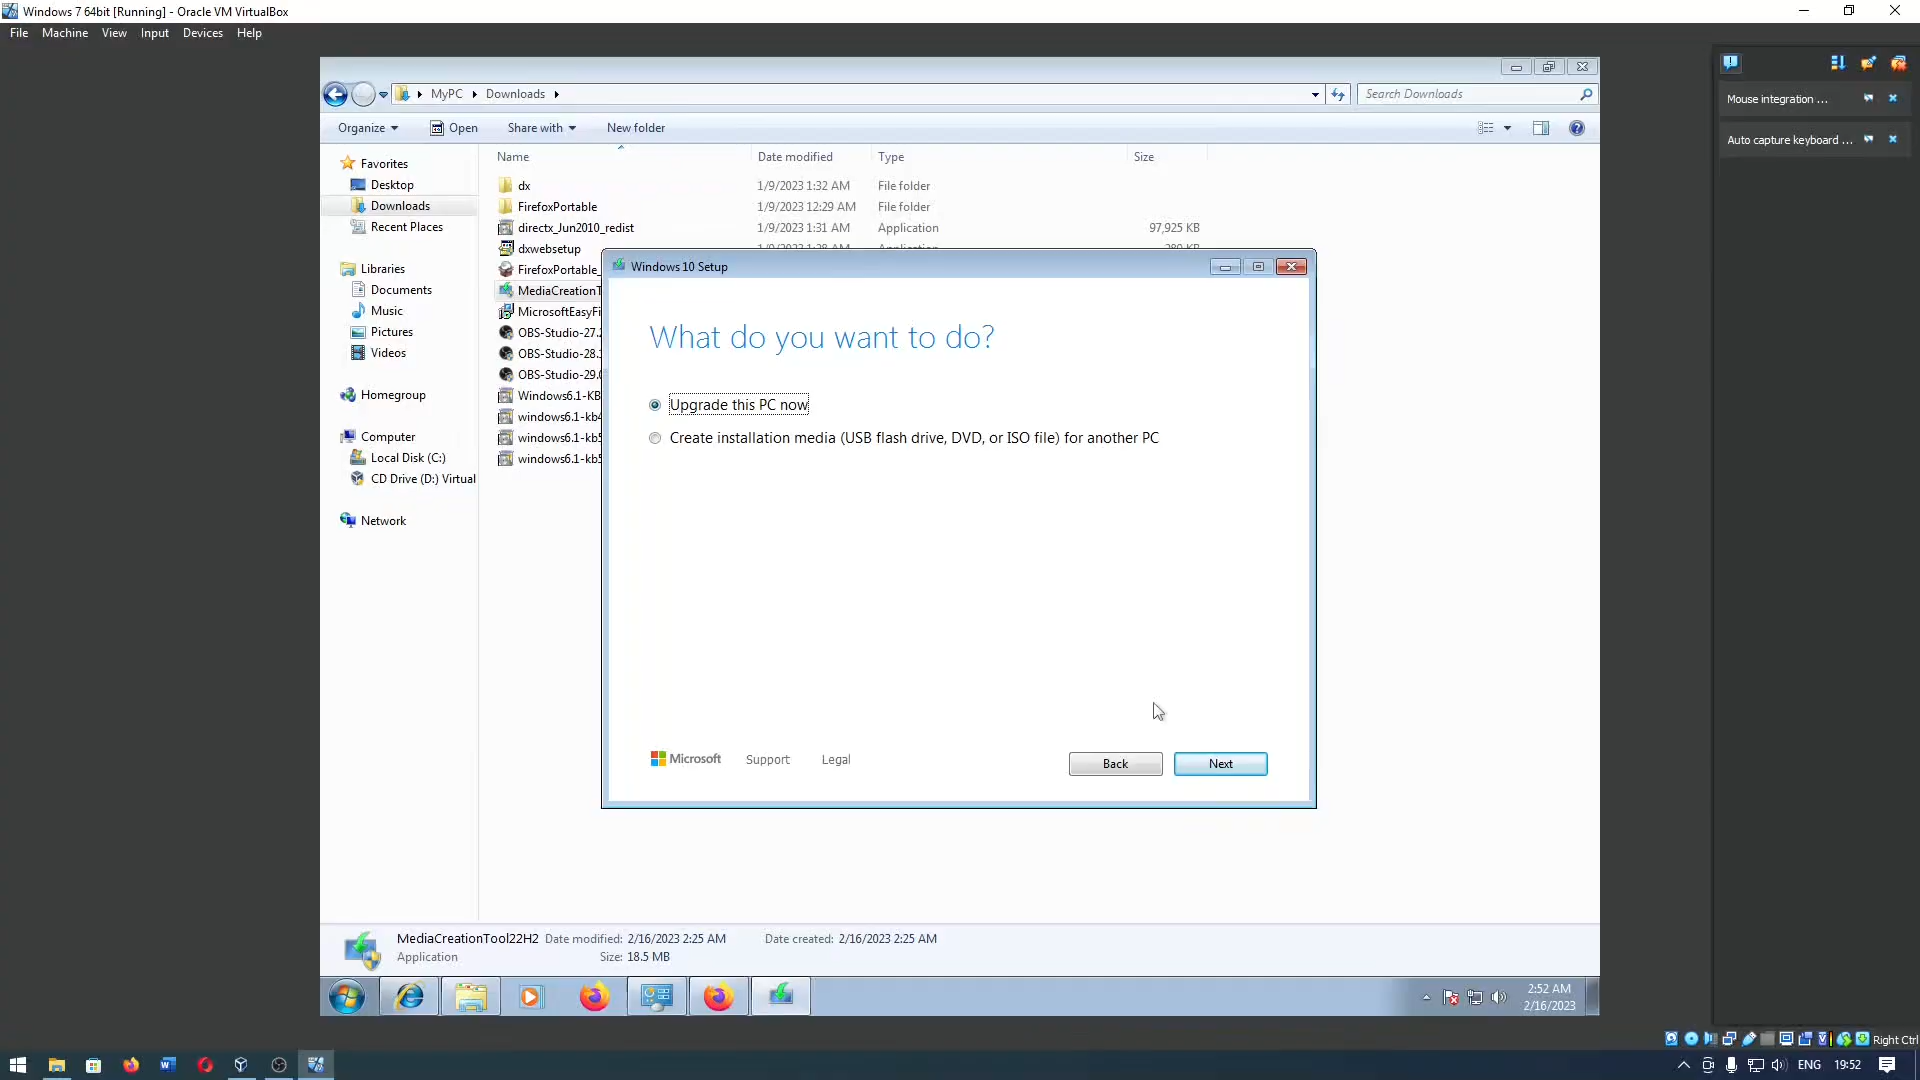 Windows 7 64bit [Running] - Oracle VM VirtualBox
File Machine View Input Devices Help
MyPC Downloads
Search Downloads
Mouse integration ...
Auto capture keyboard ...
Organize Open Share with New folder
Name Date modified Type Size
Favorites
Desktop
Downloads
Recent Places
Libraries
Documents
Music
Pictures
Videos
Homegroup
Computer
Local Disk (C:)
CD Drive (D:) Virtual
Network
dx 1/9/2023 1:32 AM File folder
FirefoxPortable 1/9/2023 12:29 AM File folder
directx_Jun2010_redist 1/9/2023 1:31 AM Application 97,925 KB
dxwebsetup
FirefoxPortable_
MediaCreationT
MicrosoftEasyFi
OBS-Studio-27.2
OBS-Studio-28.
OBS-Studio-29.0
Windows6.1-KB
windows6.1-kb4
windows6.1-kb5
windows6.1-kb5
Windows 10 Setup
What do you want to do?
Upgrade this PC now
Create installation media (USB flash drive, DVD, or ISO file) for another PC
Microsoft Support Legal
Back Next
MediaCreationTool22H2 Date modified: 2/16/2023 2:25 AM Date created: 2/16/2023 2:25 AM
Application Size: 18.5 MB
2:52 AM
2/16/2023
Right Ctrl
ENG 19:52